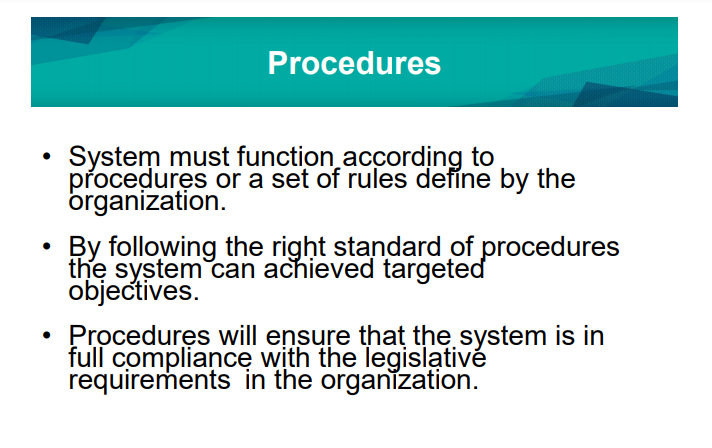 Procedures
• System must function according to
procedures or a set of rules define by the
organization.
• By following the right standard of procedures
the system can achieved targeted
objectives.
• Procedures will ensure that the system is in
full compliance with the legislative
requirements  in the organization.